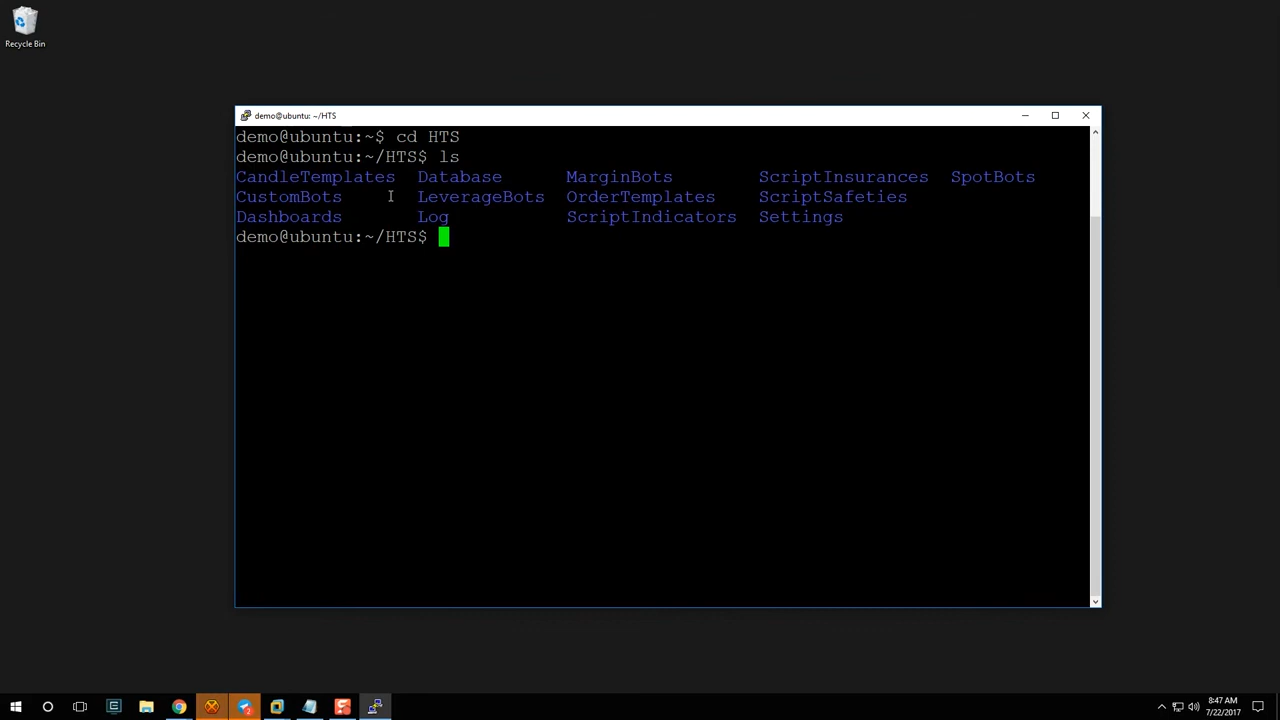 Recycle Bin
demo@ubuntu: ~/HTS
demo@ubuntu:~$ cd HTS
demo@ubuntu:~/HTS$ ls
CandleTemplates Database MarginBots ScriptInsurances SpotBots
CustomBots LeverageBots OrderTemplates ScriptSafeties
Dashboards Log ScriptIndicators Settings
demo@ubuntu:~/HTS$
8:47 AM
7/22/2017